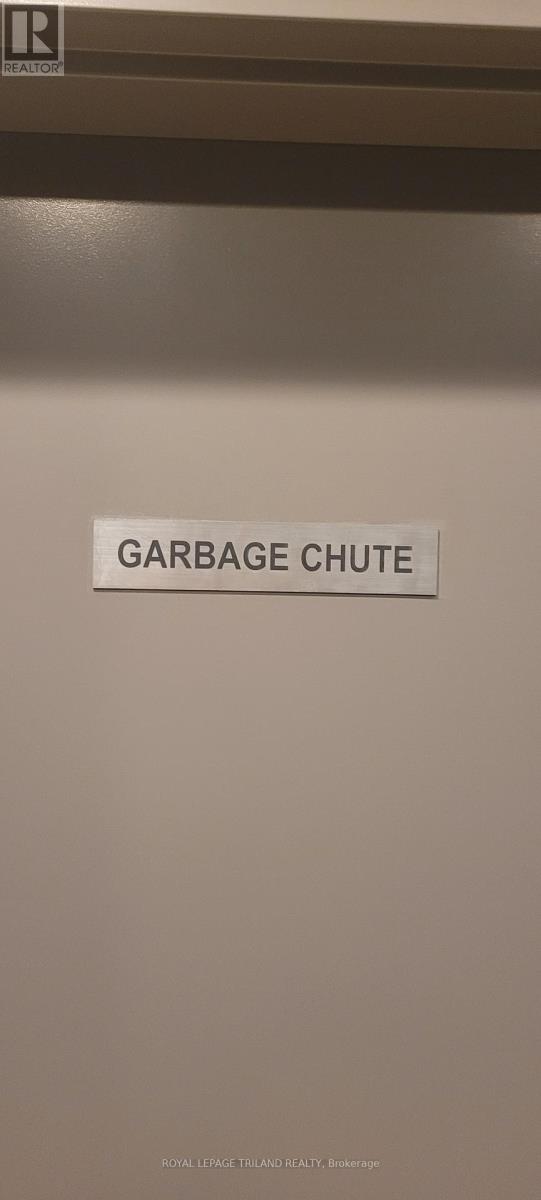 R
REALTOR®
GARBAGE CHUTE
ROYAL LEPAGE TRILAND REALTY, Brokerage